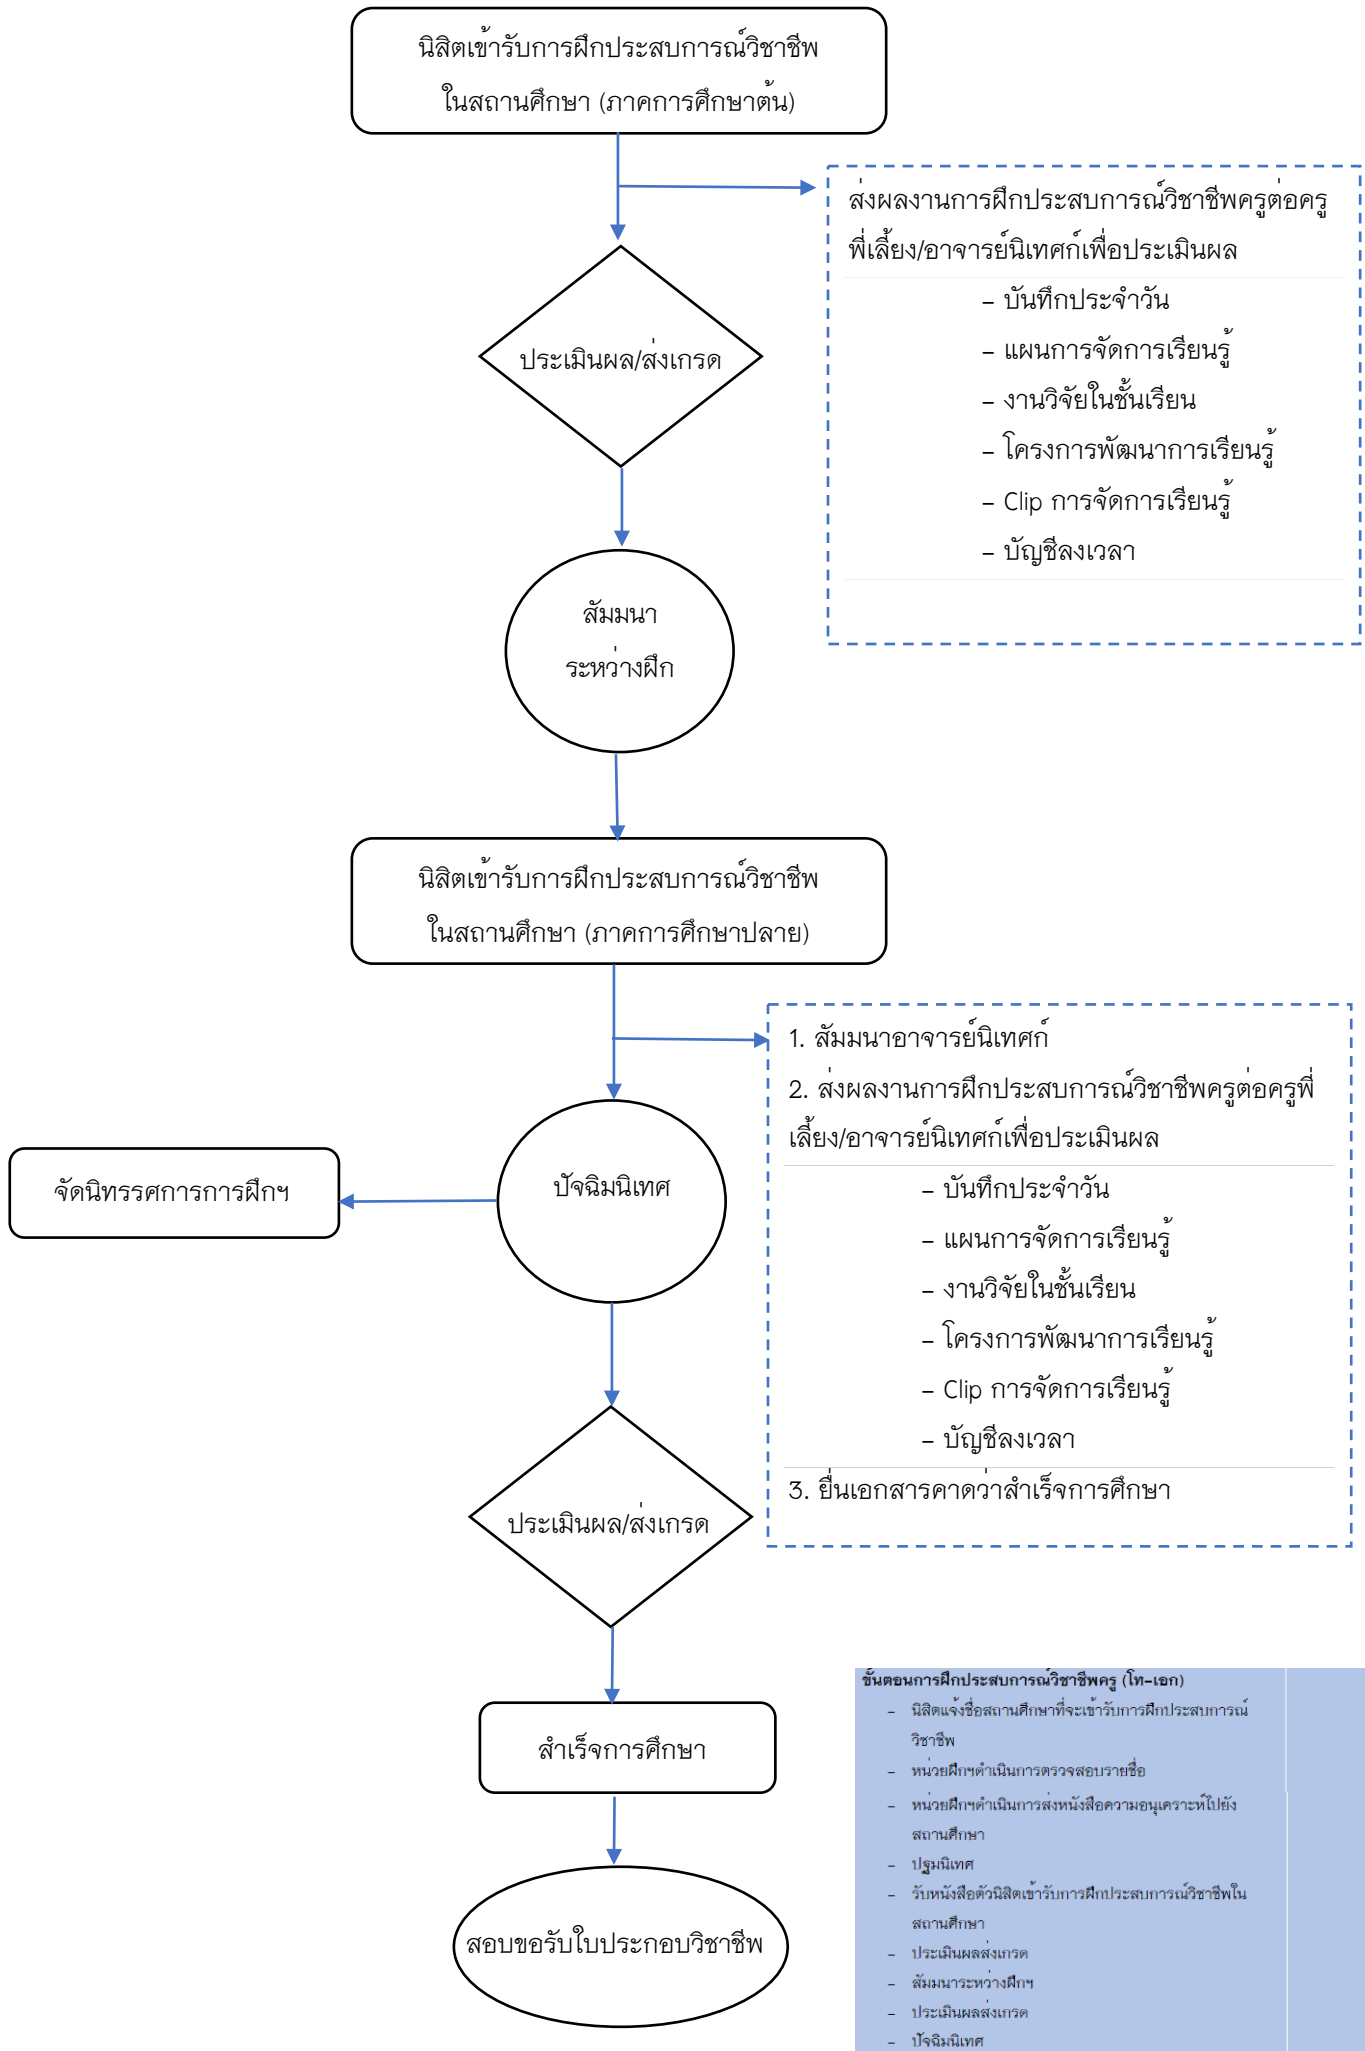 นิสิตเข้ารับการฝึกประสบการณ์วิชาชีพ
ในสถานศึกษา (ภาคการศึกษาต้น)
ส่งผลงานการฝึกประสบการณ์วิชาชีพครูต่อครู
พี่เลี้ยง/อาจารย์นิเทศก์เพื่อประเมินผล
– บันทึกประจำวัน
– แผนการจัดการเรียนรู้
– งานวิจัยในชั้นเรียน
– โครงการพัฒนาการเรียนรู้
– Clip การจัดการเรียนรู้
– บัญชีลงเวลา
ประเมินผล/ส่งเกรด
สัมมนา
ระหว่างฝึก
นิสิตเข้ารับการฝึกประสบการณ์วิชาชีพ
ในสถานศึกษา (ภาคการศึกษาปลาย)
1. สัมมนาอาจารย์นิเทศก์
2. ส่งผลงานการฝึกประสบการณ์วิชาชีพครูต่อครูพี่
เลี้ยง/อาจารย์นิเทศก์เพื่อประเมินผล
– บันทึกประจำวัน
– แผนการจัดการเรียนรู้
– งานวิจัยในชั้นเรียน
– โครงการพัฒนาการเรียนรู้
– Clip การจัดการเรียนรู้
– บัญชีลงเวลา
3. ยื่นเอกสารคาดว่าสำเร็จการศึกษา
ปัจฉิมนิเทศ
จัดนิทรรศการการฝึกฯ
ประเมินผล/ส่งเกรด
สำเร็จการศึกษา
สอบขอรับใบประกอบวิชาชีพ
ขั้นตอนการฝึกประสบการณ์วิชาชีพครู (โท–เอก)
– นิสิตแจ้งชื่อสถานศึกษาที่จะเข้ารับการฝึกประสบการณ์
วิชาชีพ
– หน่วยฝึกฯดำเนินการตรวจสอบรายชื่อ
– หน่วยฝึกฯดำเนินการส่งหนังสือความอนุเคราะห์ไปยัง
สถานศึกษา
– ปฐมนิเทศ
– รับหนังสือตัวนิสิตเข้ารับการฝึกประสบการณ์วิชาชีพใน
สถานศึกษา
– ประเมินผลส่งเกรด
– สัมมนาระหว่างฝึกฯ
– ประเมินผลส่งเกรด
– ปัจฉิมนิเทศ